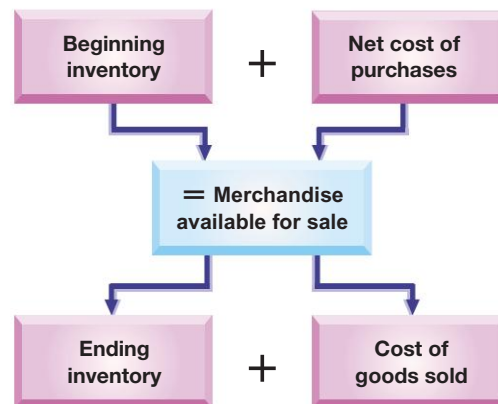 Beginning
inventory
+
Net cost of
purchases
= Merchandise
available for sale
Ending
inventory
+
Cost of
goods sold